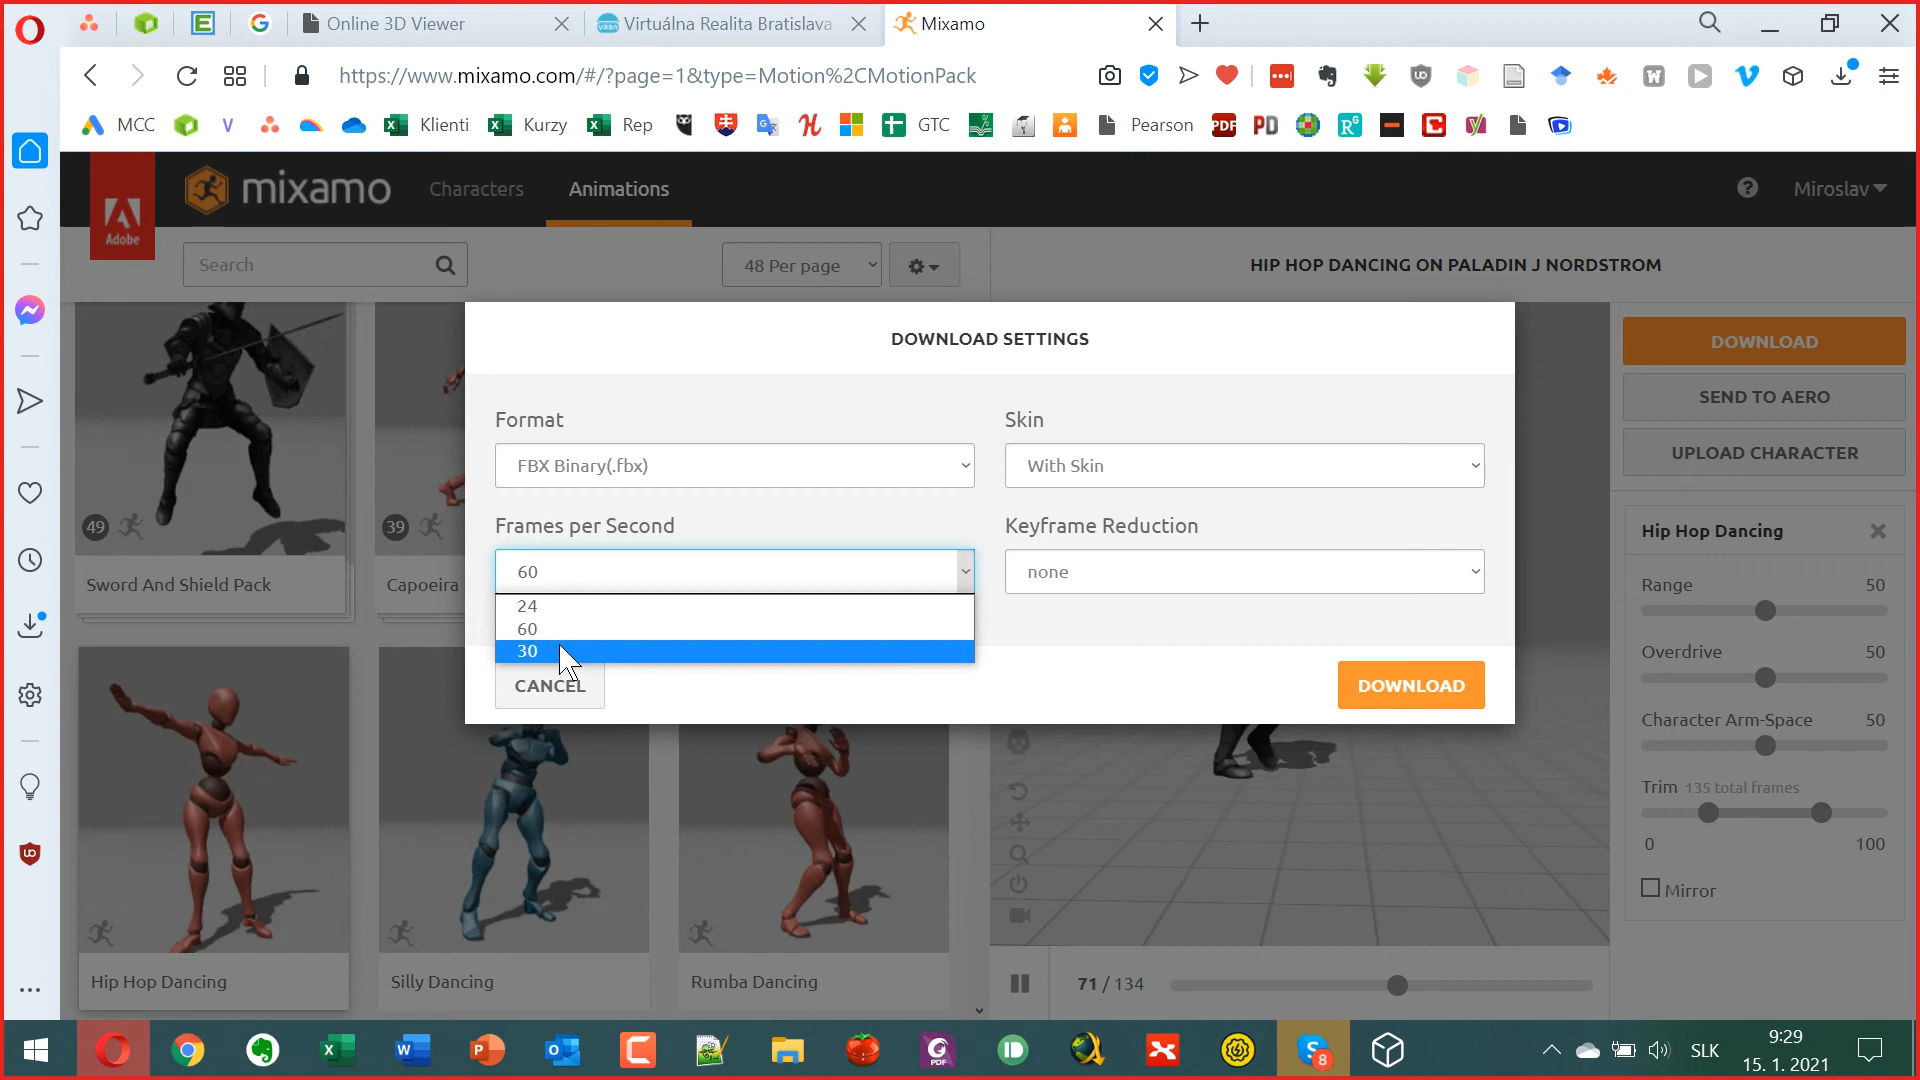 Online 3D Viewer
Virtuálna Realita Bratislava
Mixamo
https://www.mixamo.com/#/?page=1&type=Motion%2CMotionPack
MCC
Klienti
Kurzy
Rep
GTC
Pearson
Adobe
mixamo
Characters
Animations
Miroslav
Search
48 Per page
HIP HOP DANCING ON PALADIN J NORDSTROM
DOWNLOAD SETTINGS
Format
FBX Binary(.fbx)
Skin
With Skin
Frames per Second
60
24
60
30
Keyframe Reduction
none
CANCEL
DOWNLOAD
DOWNLOAD
SEND TO AERO
UPLOAD CHARACTER
Hip Hop Dancing
Range 50
Overdrive 50
Character Arm-Space 50
Trim 135 total frames
0 100
Mirror
49
39
Sword And Shield Pack
Capoeira
Hip Hop Dancing
Silly Dancing
Rumba Dancing
71 / 134
SLK
9:29
15. 1. 2021